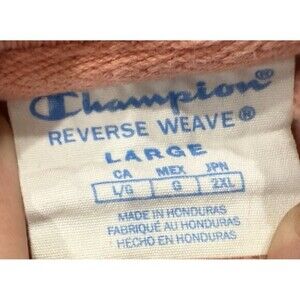 Champion®
REVERSE WEAVE®
LARGE
CA MEX JPN
L/G G 2XL
MADE IN HONDURAS
FABRIQUÉ AU HONDURAS
HECHO EN HONDURAS